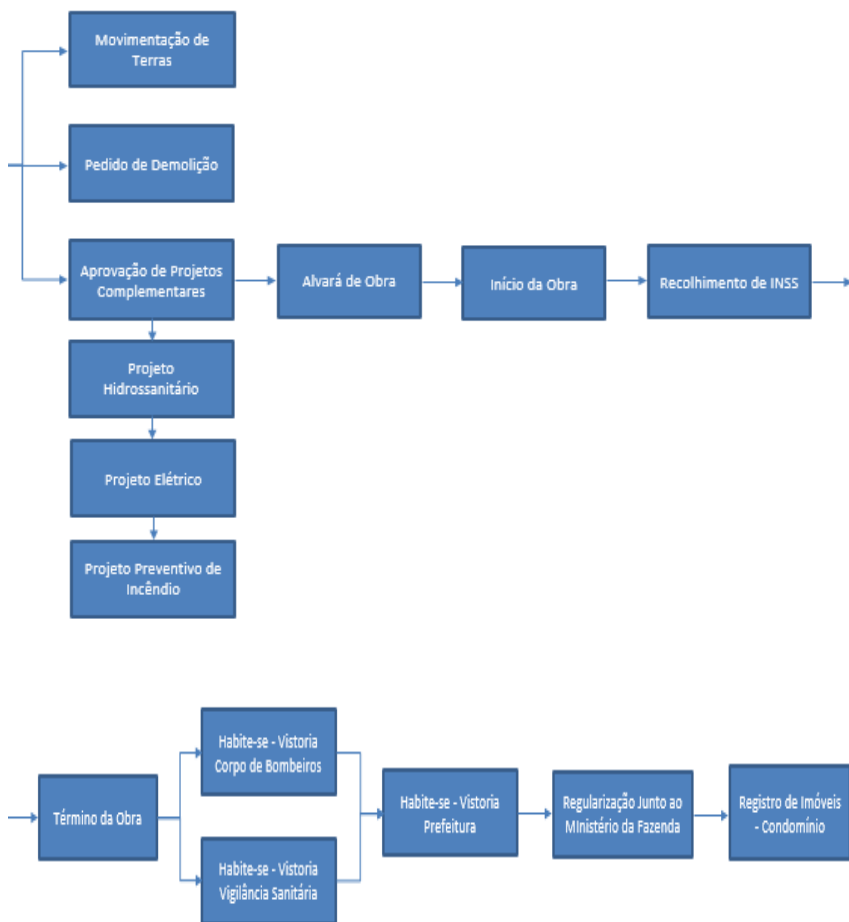 Movimentação de
Terras
Pedido de Demolição
Aprovação de Projetos
Complementares
Alvará de Obra
Início da Obra
Recolhimento de INSS
Projeto
Hidrossanitário
Projeto Elétrico
Projeto Preventivo de
Incêndio
Habite-se - Vistoria
Corpo de Bombeiros
Término da Obra
Habite-se - Vistoria
Prefeitura
Regularização Junto ao
MInistério da Fazenda
Registro de Imóveis
- Condomínio
Habite-se - Vistoria
Vigilância Sanitária